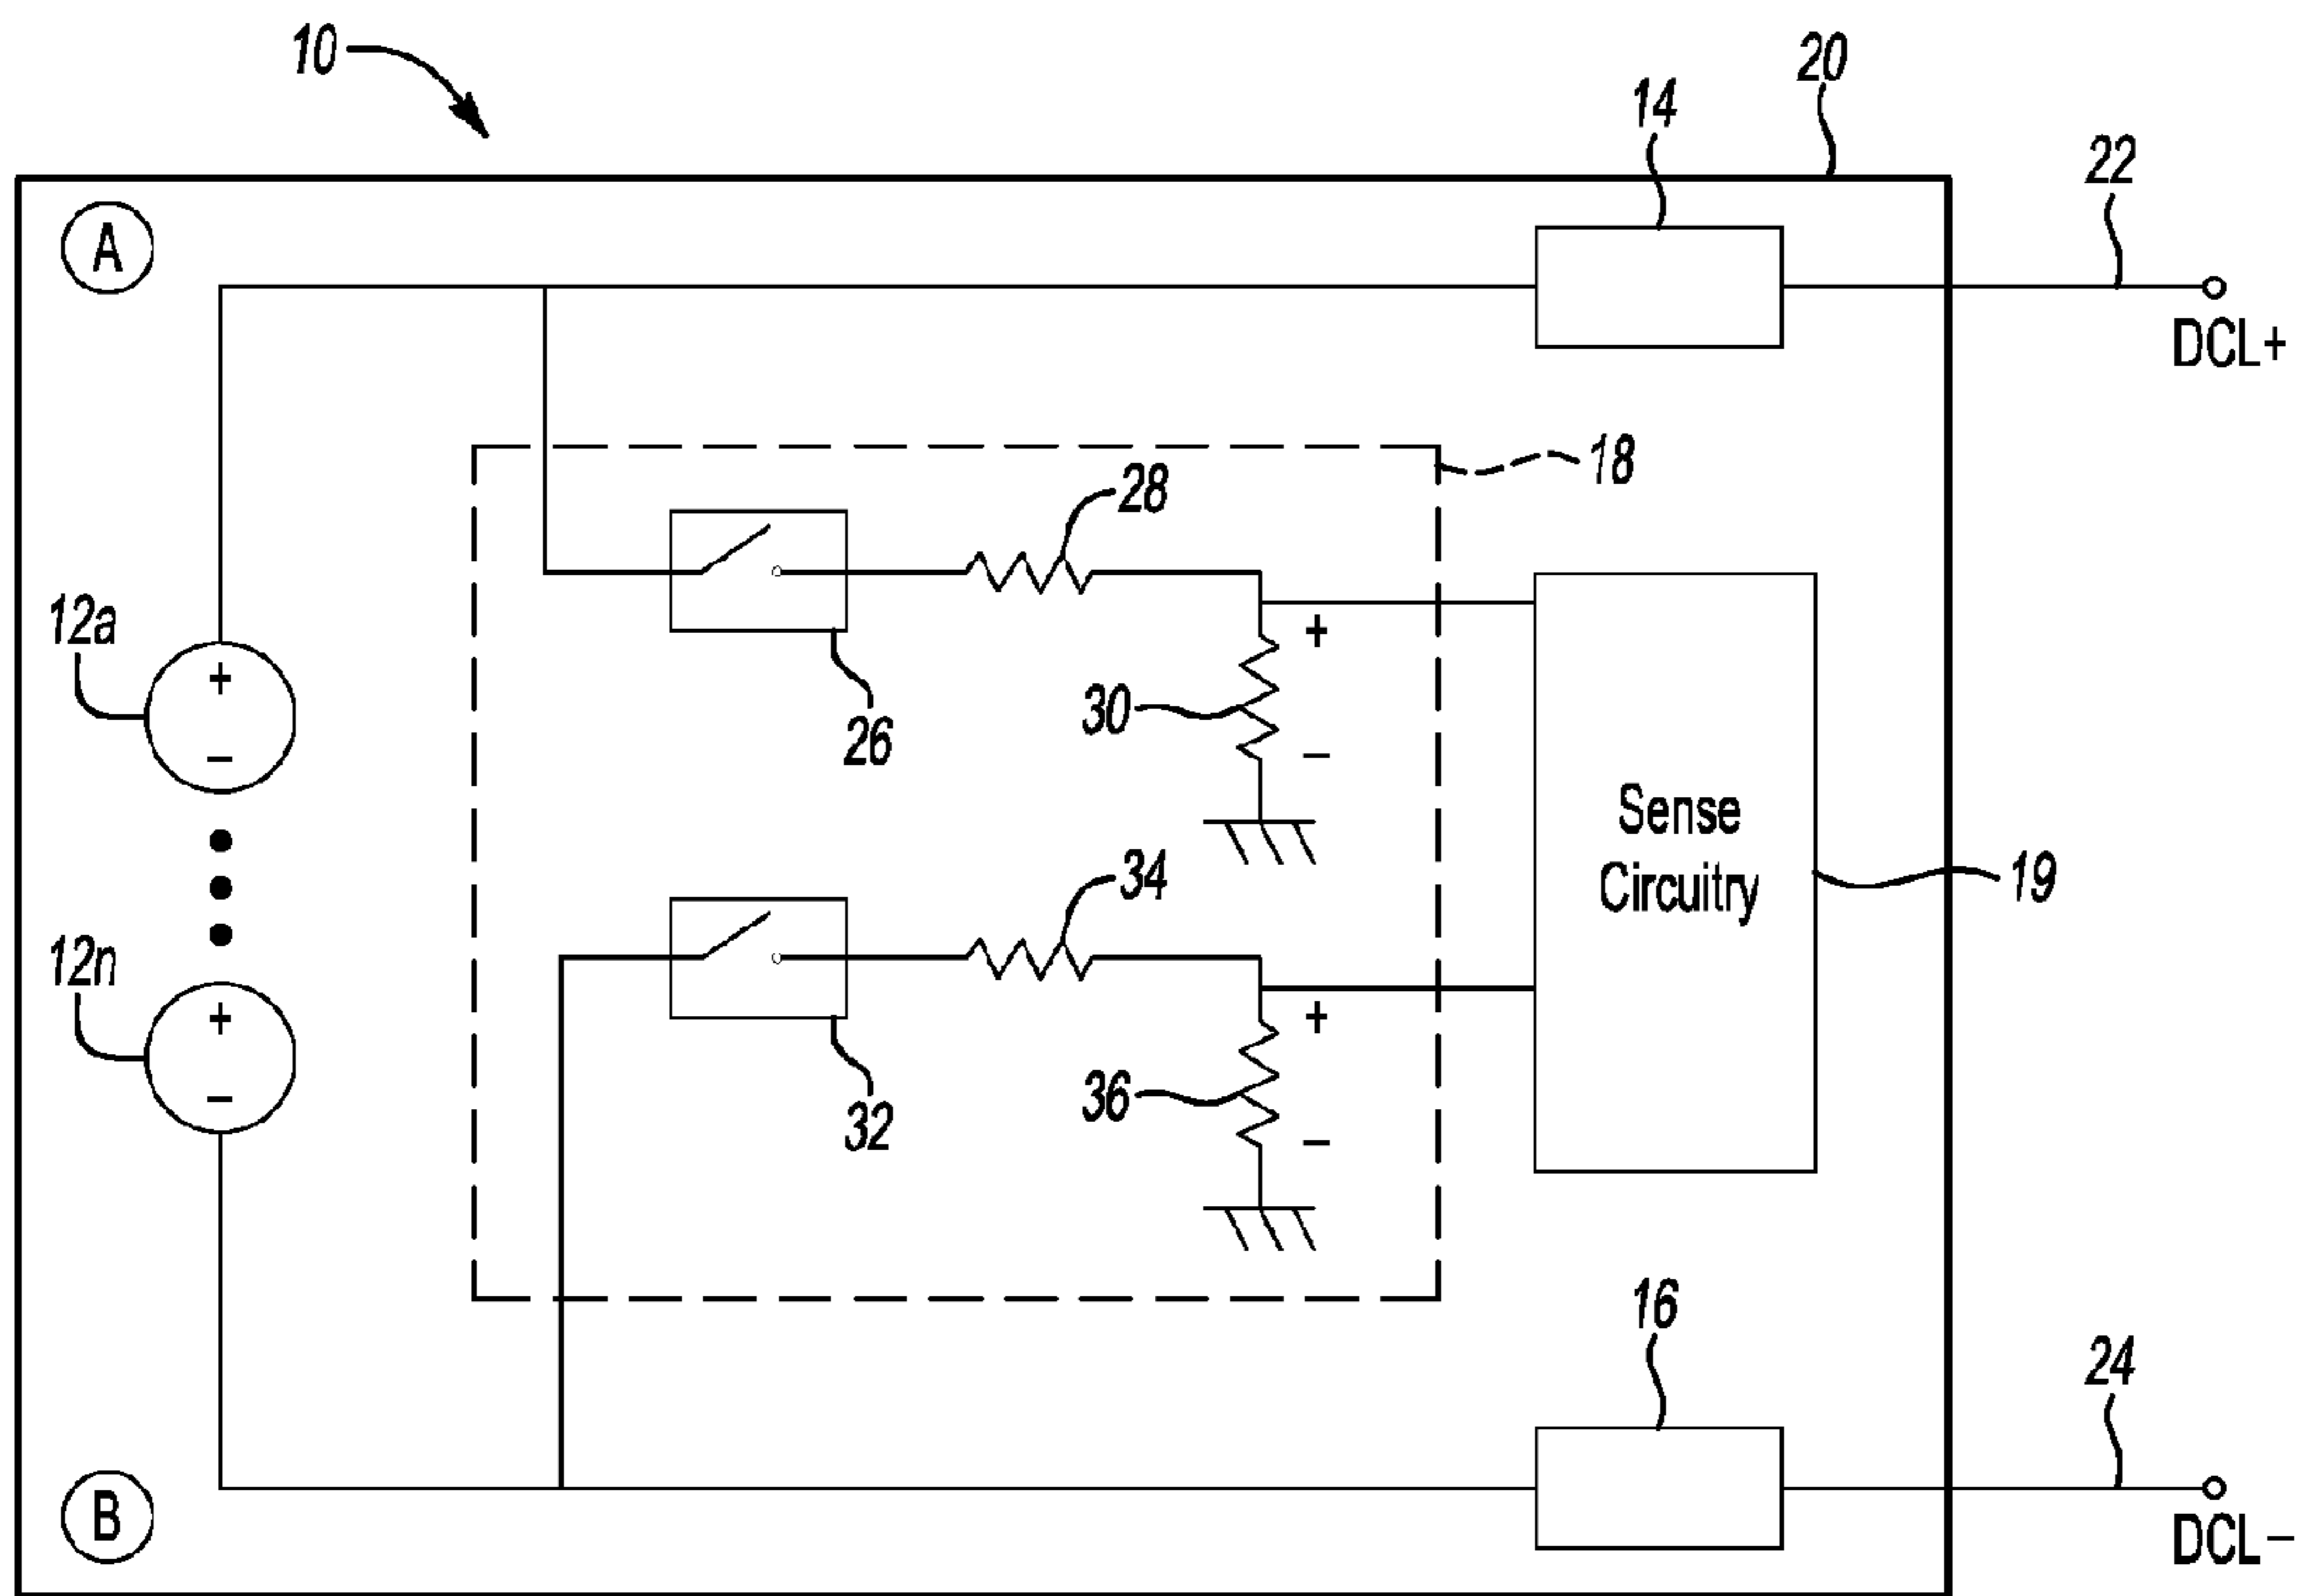 10
20
14
22
A
DCL+
18
28
12a
30
26
Sense
Circuitry
19
34
12n
36
32
16
24
B
DCL−
+
−
+
−
+
−
+
−